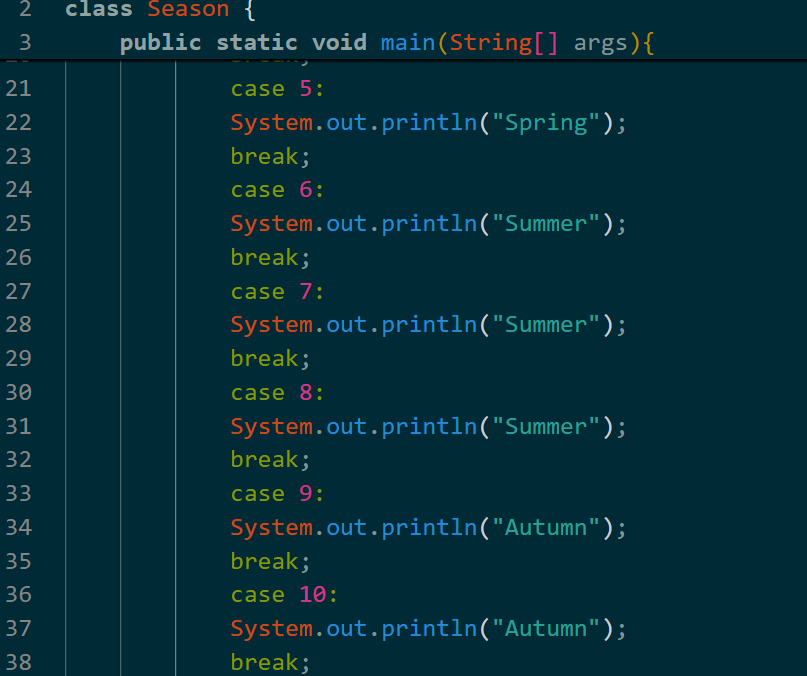 2 class Season {
3 public static void main(String[] args){
21 case 5:
22 System.out.println("Spring");
23 break;
24 case 6:
25 System.out.println("Summer");
26 break;
27 case 7:
28 System.out.println("Summer");
29 break;
30 case 8:
31 System.out.println("Summer");
32 break;
33 case 9:
34 System.out.println("Autumn");
35 break;
36 case 10:
37 System.out.println("Autumn");
38 break;